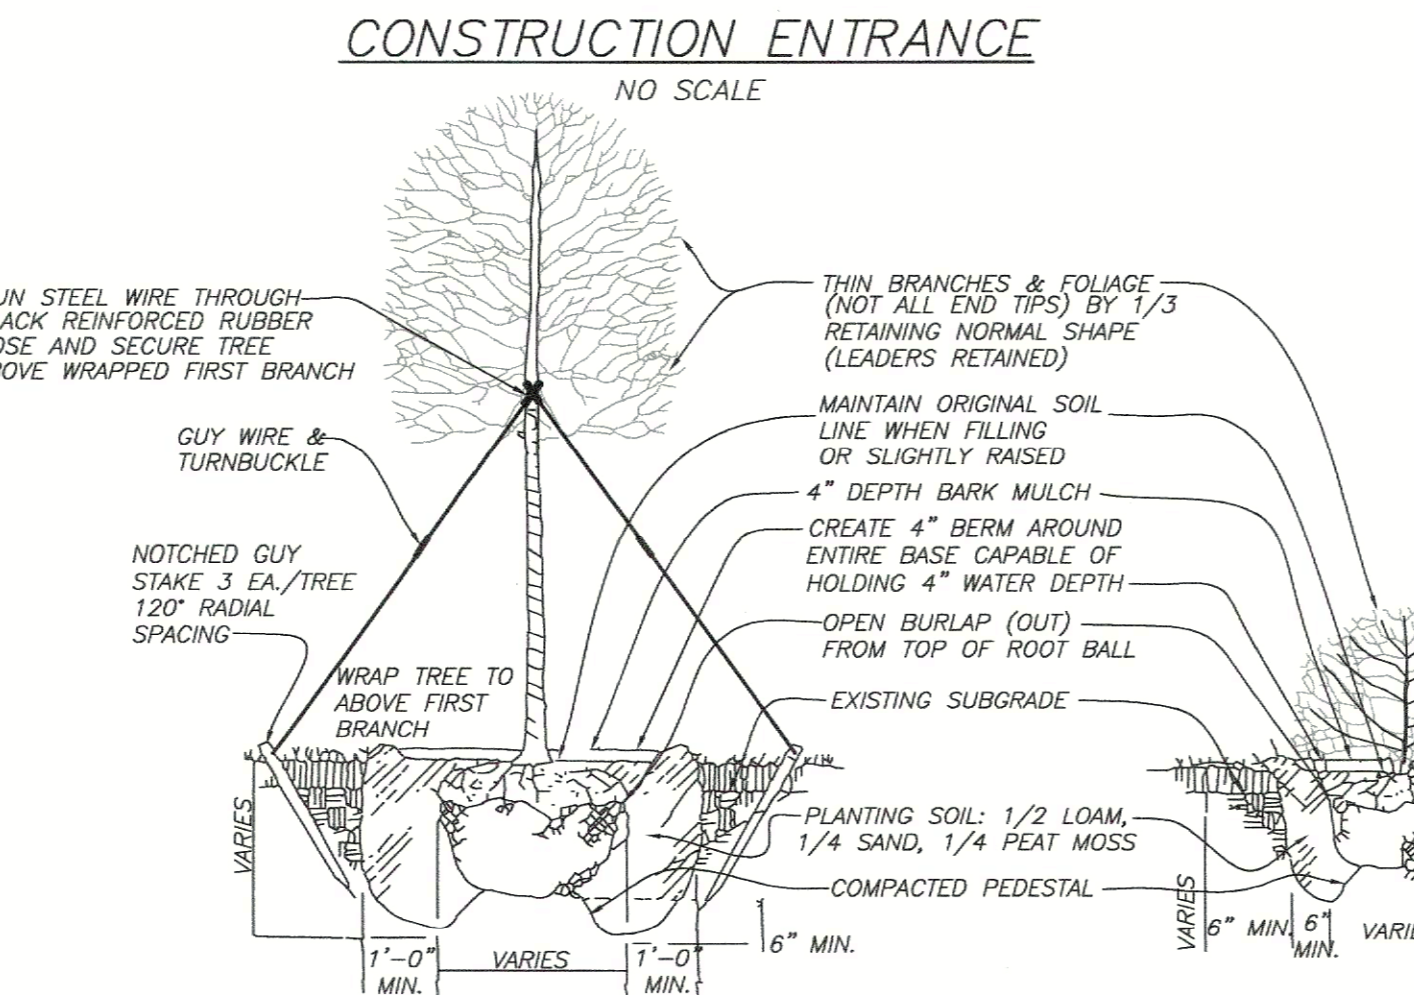 CONSTRUCTION ENTRANCE
NO SCALE
UN STEEL WIRE THROUGH
ACK REINFORCED RUBBER
OSE AND SECURE TREE
OVE WRAPPED FIRST BRANCH
GUY WIRE &
TURNBUCKLE
NOTCHED GUY
STAKE 3 EA./TREE
120° RADIAL
SPACING
WRAP TREE TO
ABOVE FIRST
BRANCH
THIN BRANCHES & FOLIAGE
(NOT ALL END TIPS) BY 1/3
RETAINING NORMAL SHAPE
(LEADERS RETAINED)
MAINTAIN ORIGINAL SOIL
LINE WHEN FILLING
OR SLIGHTLY RAISED
4" DEPTH BARK MULCH
CREATE 4" BERM AROUND
ENTIRE BASE CAPABLE OF
HOLDING 4" WATER DEPTH
OPEN BURLAP (OUT)
FROM TOP OF ROOT BALL
EXISTING SUBGRADE
PLANTING SOIL: 1/2 LOAM,
1/4 SAND, 1/4 PEAT MOSS
COMPACTED PEDESTAL
VARIES
1'-0"
MIN.
VARIES
1'-0"
MIN.
6" MIN.
VARIES
6" MIN.
6"
MIN.
VARIE